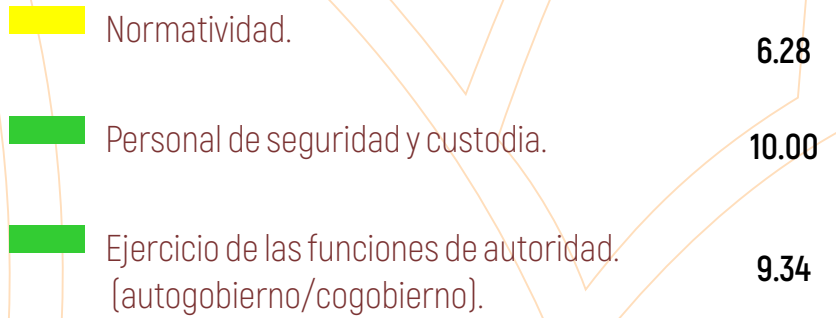 Normatividad.
6.28
Personal de seguridad y custodia.
10.00
Ejercicio de las funciones de autoridad.
(autogobierno/cogobierno).
9.34